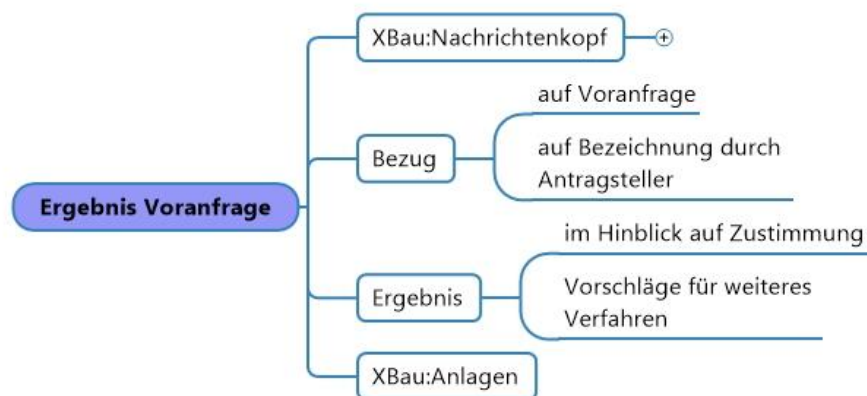 XBau:Nachrichtenkopf
auf Voranfrage
Bezug
auf Bezeichnung durch
Antragsteller
Ergebnis Voranfrage
im Hinblick auf Zustimmung
Ergebnis
Vorschläge für weiteres
Verfahren
XBau:Anlagen